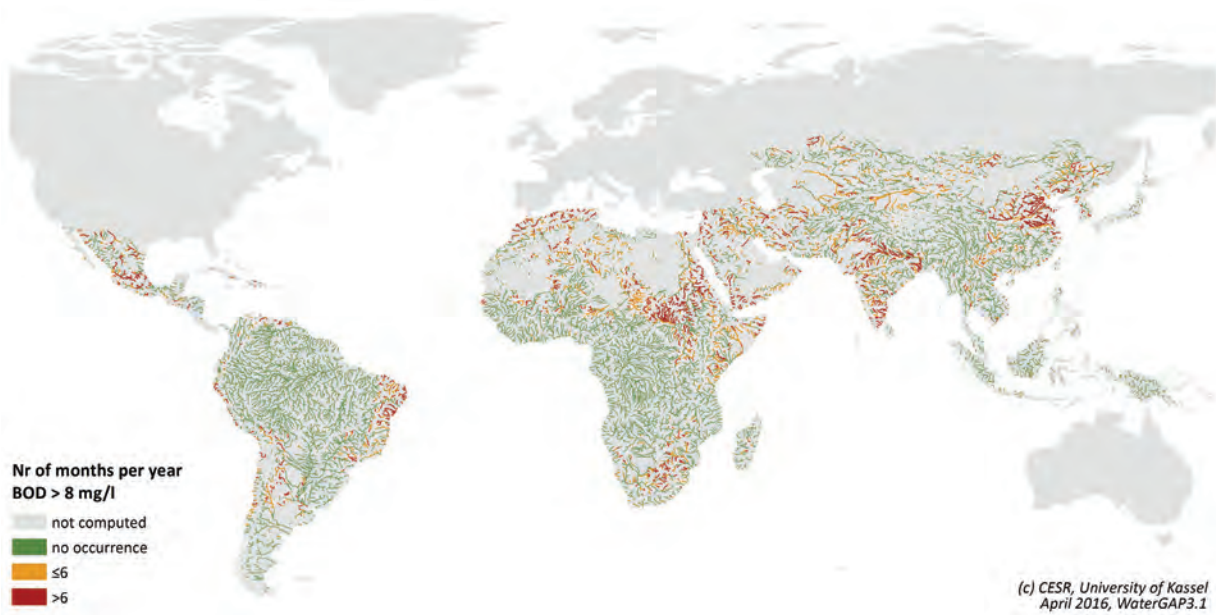 Nr of months per year
BOD > 8 mg/l
not computed
no occurrence
≤6
>6
(c) CESR, University of Kassel
April 2016, WaterGAP3.1